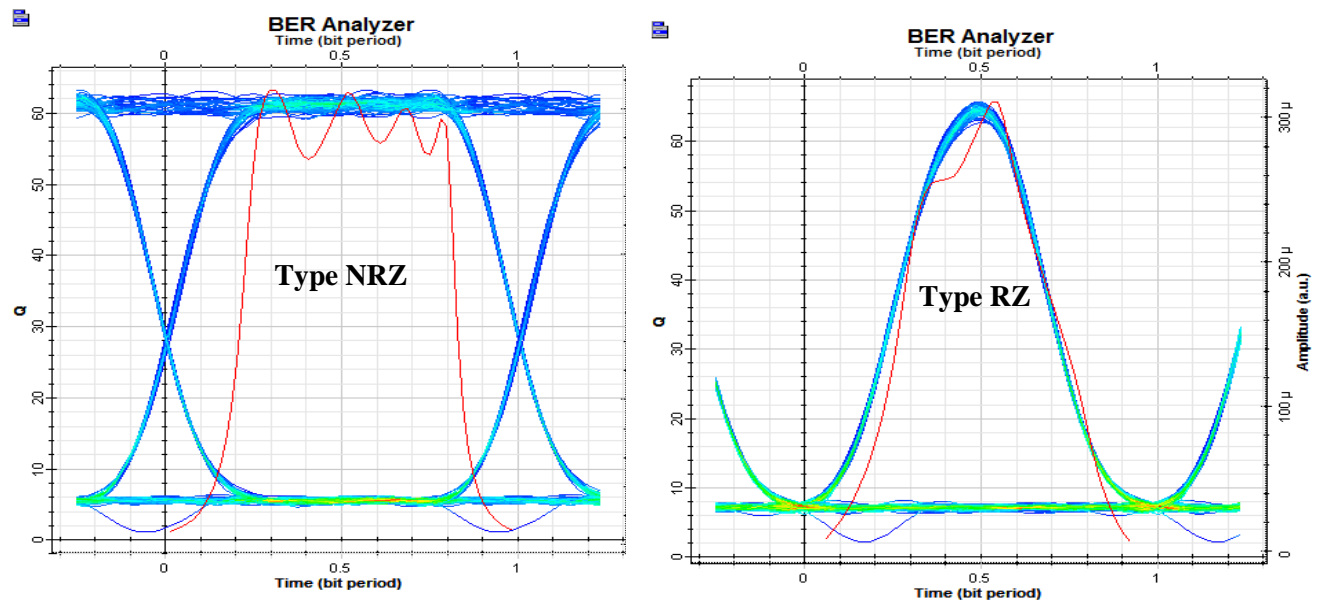 BER Analyzer
Time (bit period)
0 0.5 1
60
50
40
30
20
10
0
Q
Type NRZ
0 0.5 1
Time (bit period)
BER Analyzer
Time (bit period)
0 0.5 1
60
50
40
30
20
10
0
Q
Type RZ
300 μ
200 μ
100 μ
0
Amplitude (a.u.)
0 0.5 1
Time (bit period)